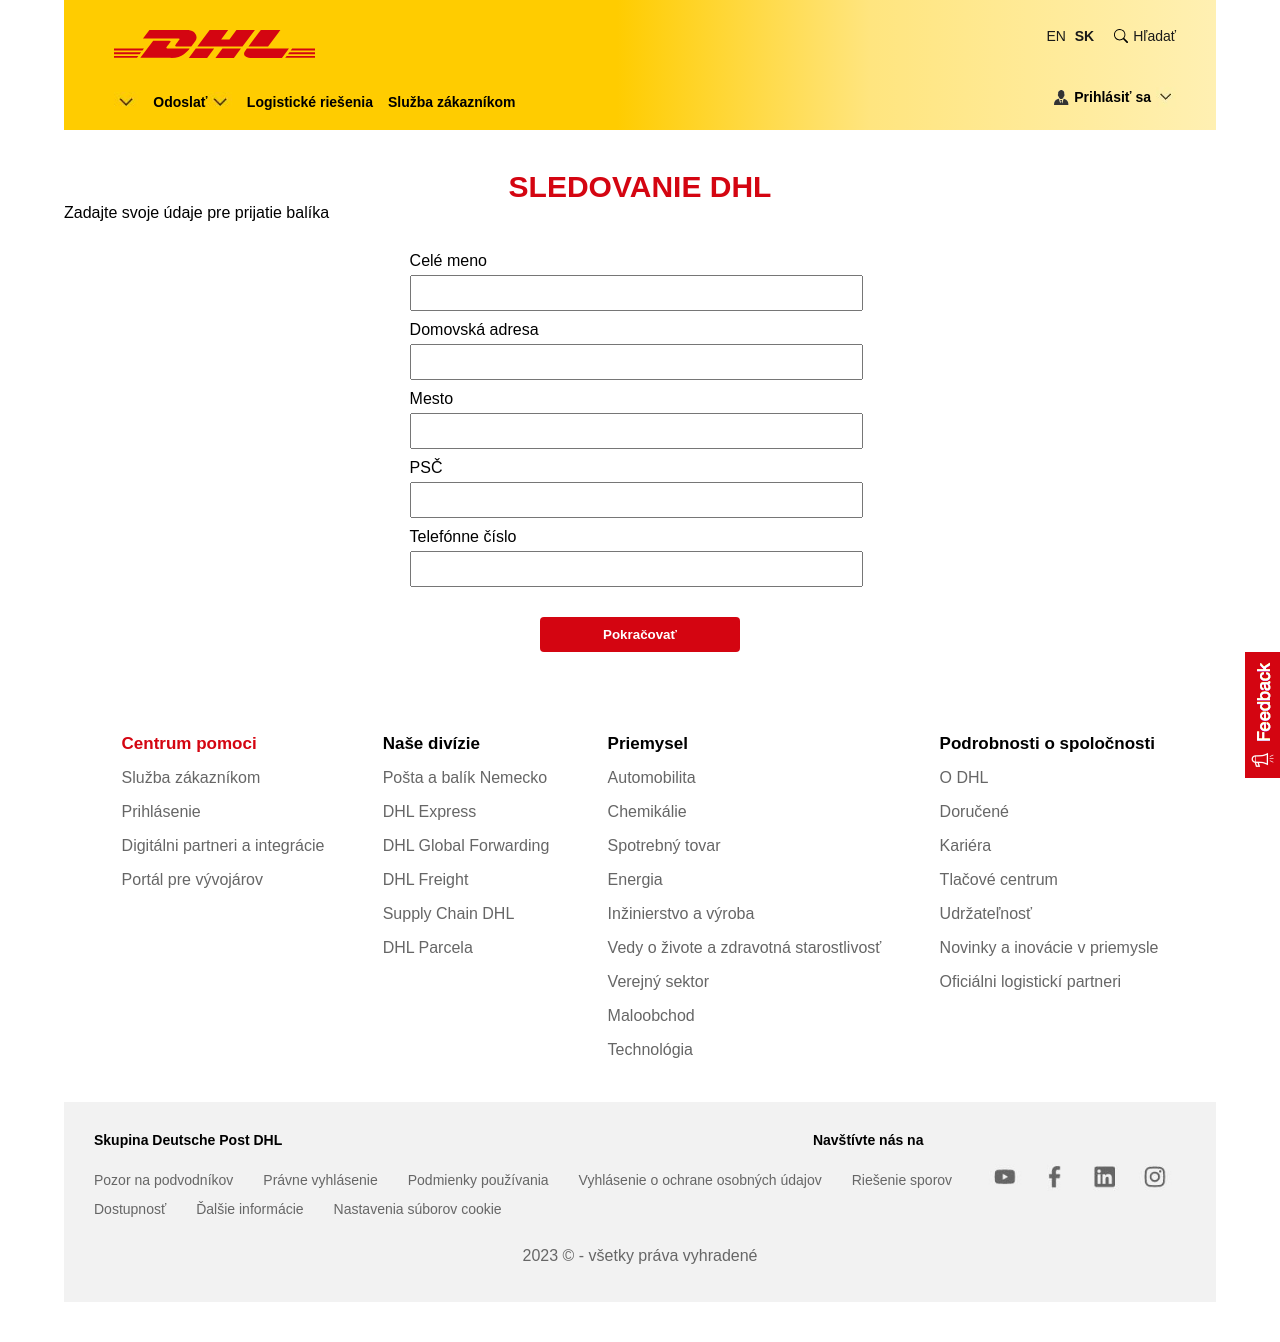 DHL
EN SK Hľadať
Odoslať Logistické riešenia Služba zákazníkom
Prihlásiť sa
SLEDOVANIE DHL
Zadajte svoje údaje pre prijatie balíka
Celé meno
Domovská adresa
Mesto
PSČ
Telefónne číslo
Pokračovať
Feedback
Centrum pomoci
Služba zákazníkom
Prihlásenie
Digitálni partneri a integrácie
Portál pre vývojárov
Naše divízie
Pošta a balík Nemecko
DHL Express
DHL Global Forwarding
DHL Freight
Supply Chain DHL
DHL Parcela
Priemysel
Automobilita
Chemikálie
Spotrebný tovar
Energia
Inžinierstvo a výroba
Vedy o živote a zdravotná starostlivosť
Verejný sektor
Maloobchod
Technológia
Podrobnosti o spoločnosti
O DHL
Doručené
Kariéra
Tlačové centrum
Udržateľnosť
Novinky a inovácie v priemysle
Oficiálni logistickí partneri
Skupina Deutsche Post DHL
Navštívte nás na
Pozor na podvodníkov Právne vyhlásenie Podmienky používania Vyhlásenie o ochrane osobných údajov Riešenie sporov
Dostupnosť Ďalšie informácie Nastavenia súborov cookie
2023 © - všetky práva vyhradené